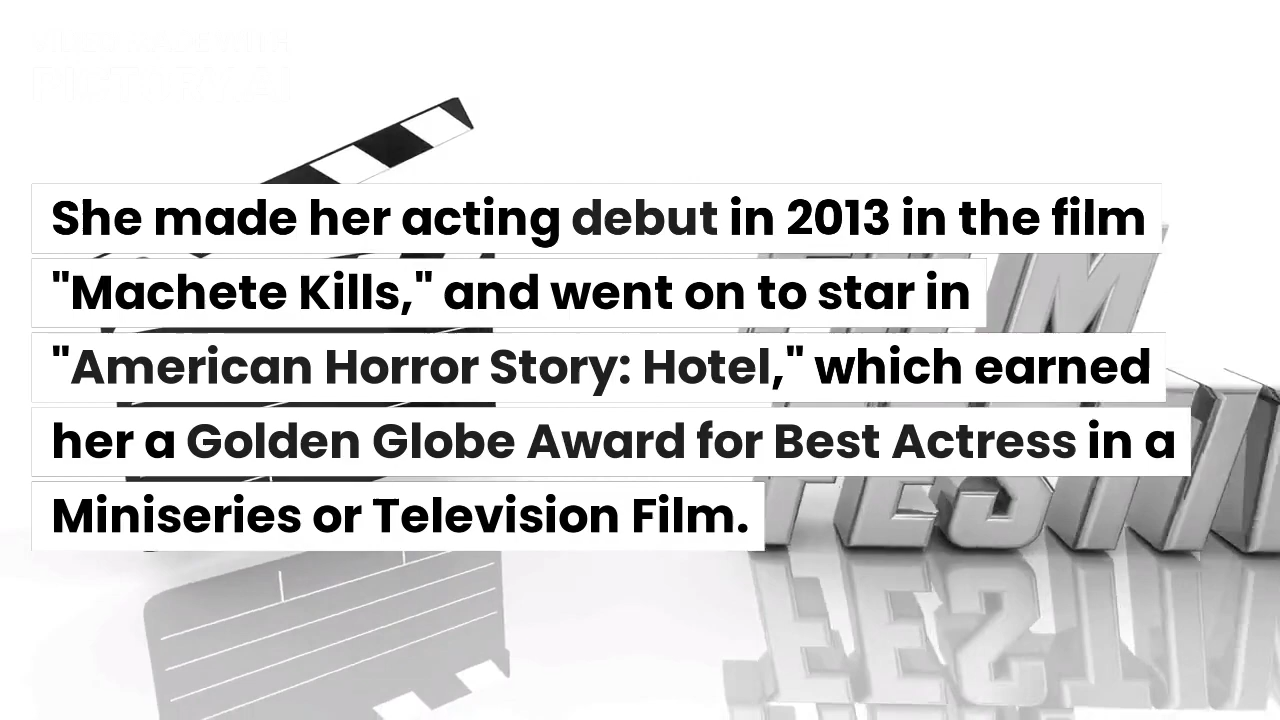 She made her acting debut in 2013 in the film
"Machete Kills," and went on to star in
"American Horror Story: Hotel," which earned
her a Golden Globe Award for Best Actress in a
Miniseries or Television Film.